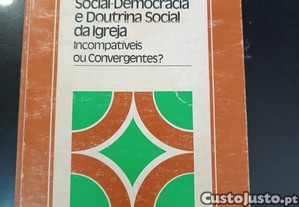 Social-Democracia
e Doutrina Social
da Igreja
Incompatíveis
ou Convergentes?
CustoJusto.pt